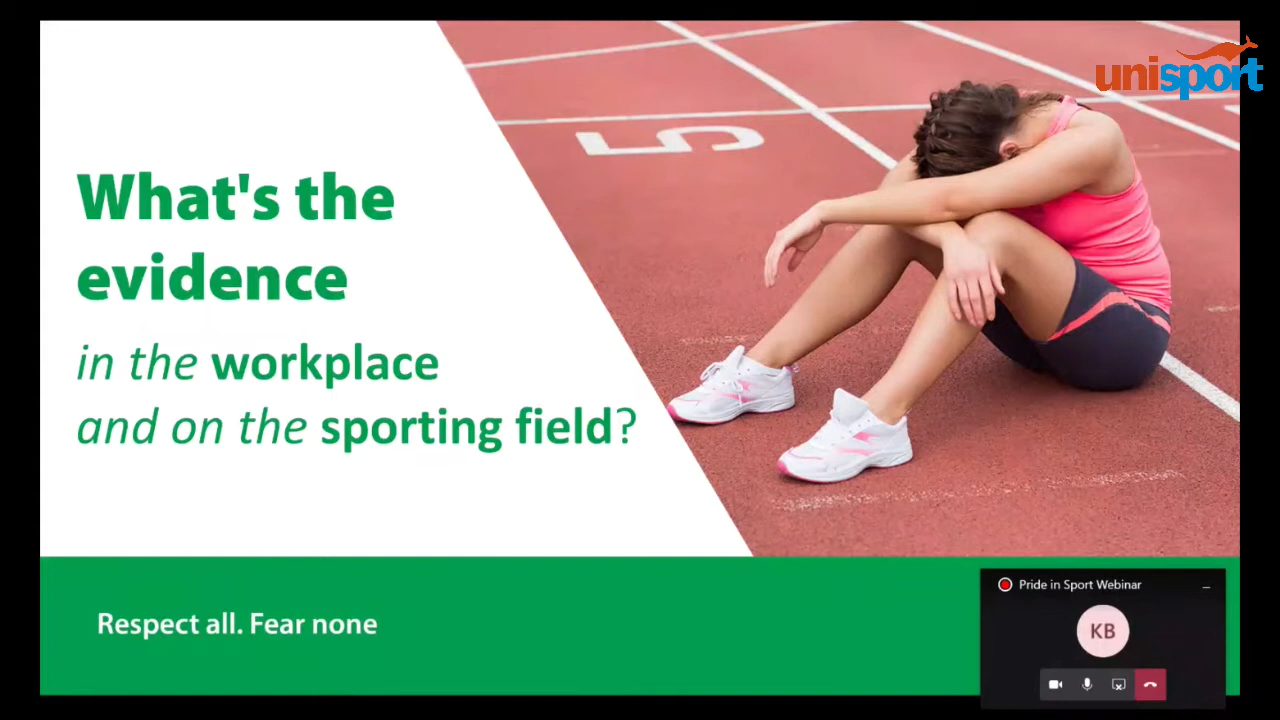 unisport
5
What's the
evidence
in the workplace
and on the sporting field?
Respect all. Fear none
Pride in Sport Webinar
KB